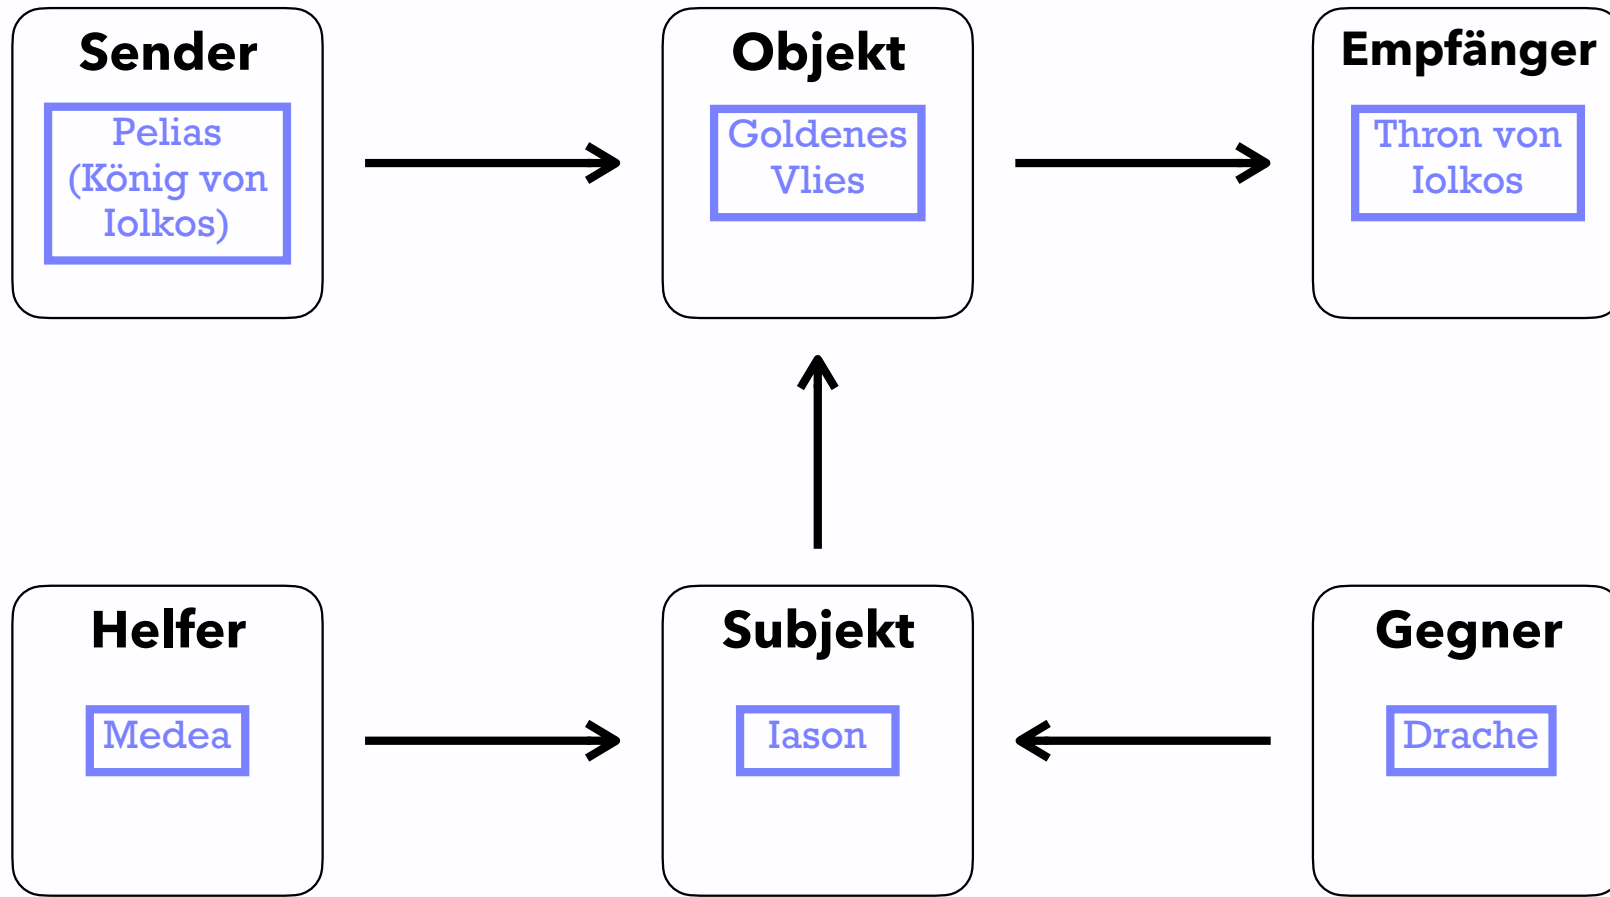 Sender
Pelias
(König von
Iolkos)
Objekt
Goldenes
Vlies
Empfänger
Thron von
Iolkos
Helfer
Medea
Subjekt
Iason
Gegner
Drache